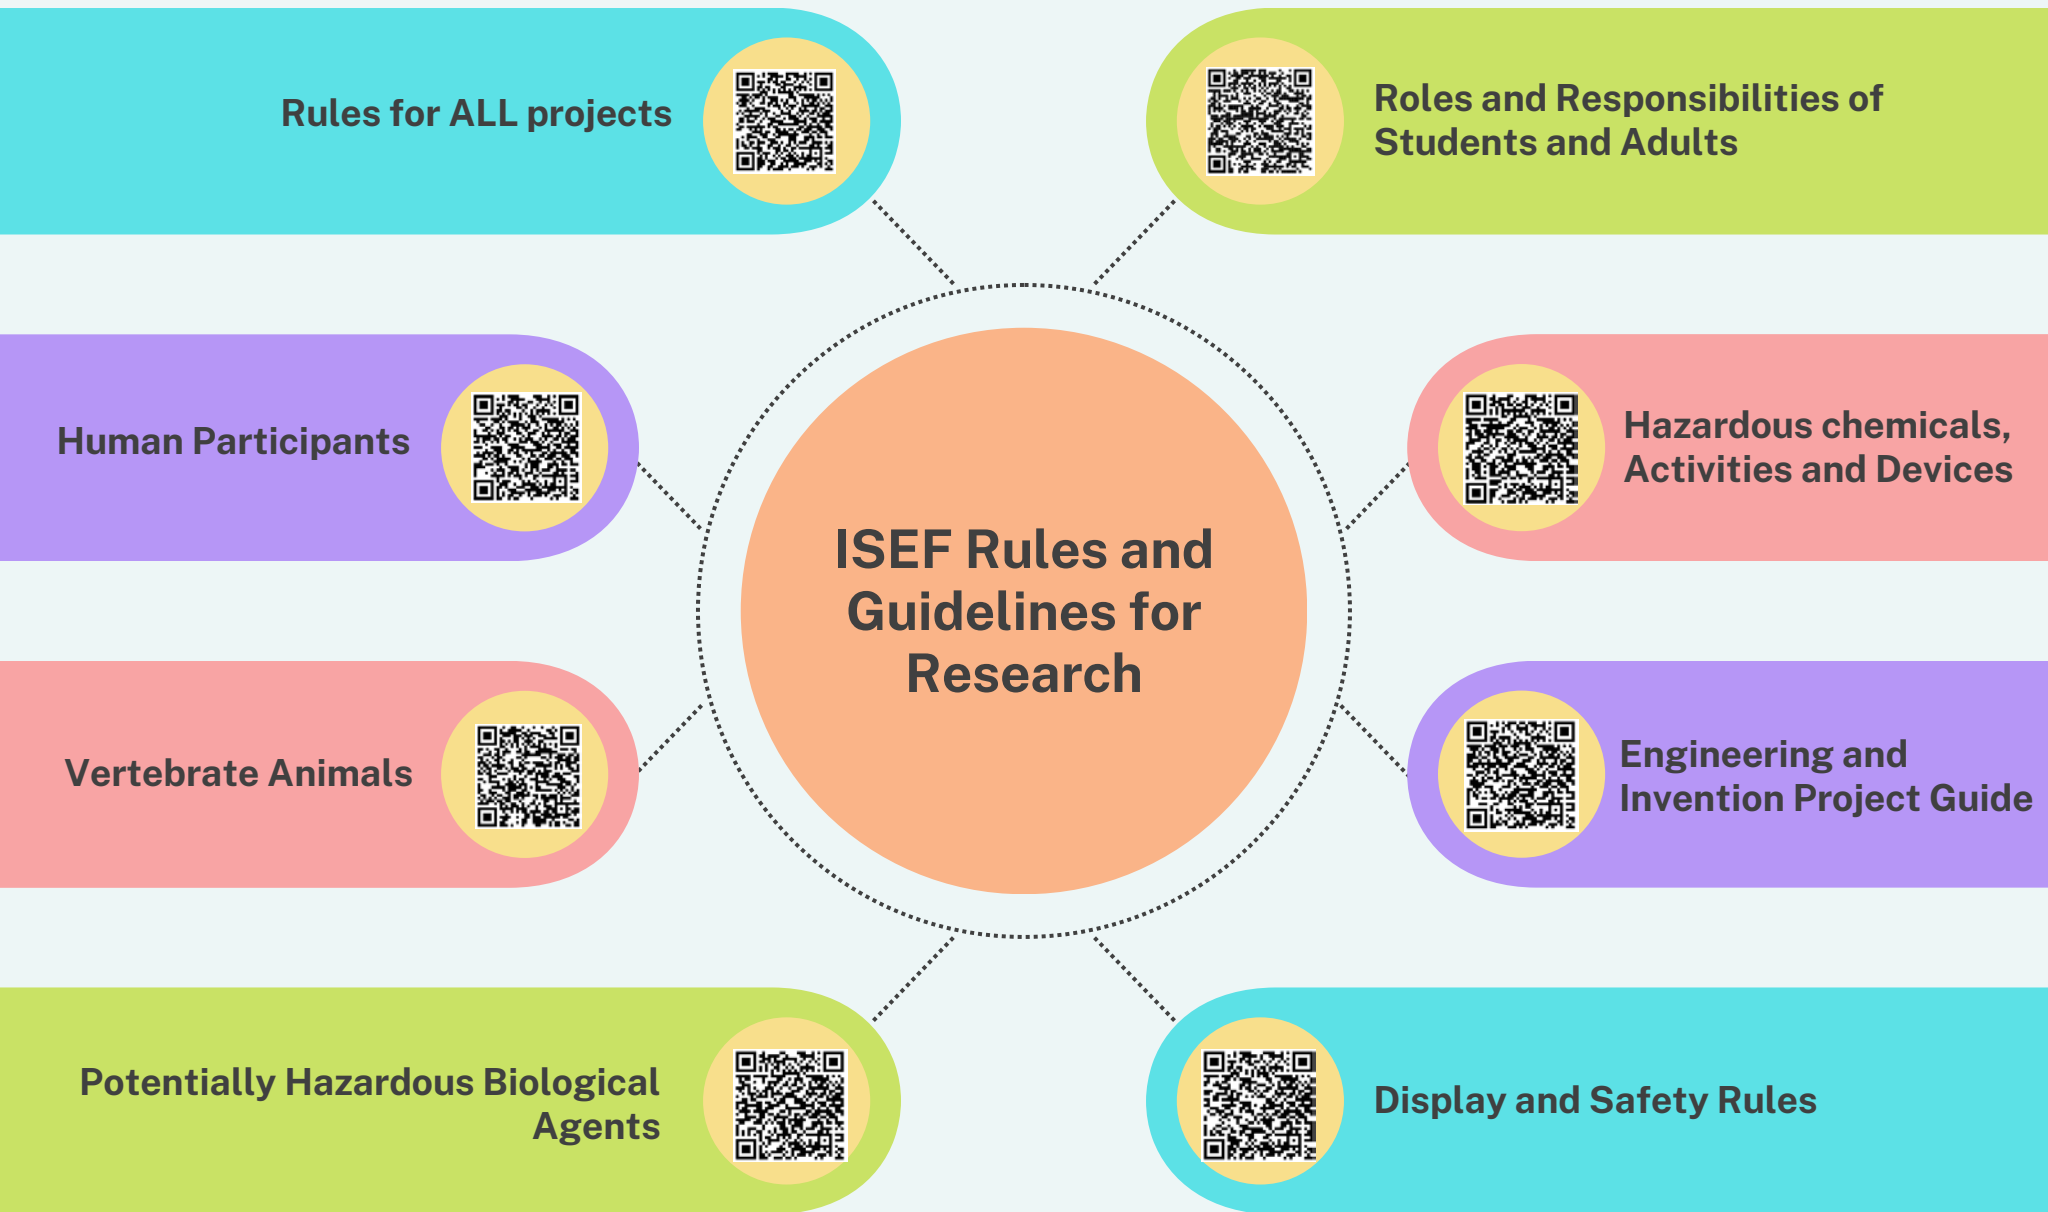 Rules for ALL projects
Roles and Responsibilities of
Students and Adults
Human Participants
Hazardous chemicals,
Activities and Devices
ISEF Rules and
Guidelines for
Research
Vertebrate Animals
Engineering and
Invention Project Guide
Potentially Hazardous Biological
Agents
Display and Safety Rules